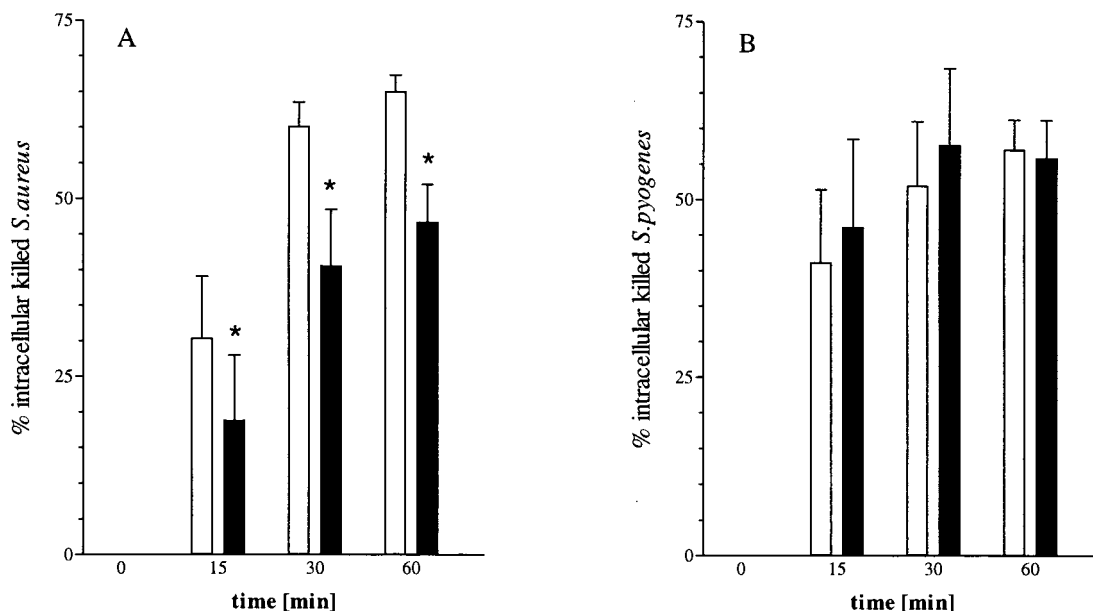 A
% intracellular killed S.aureus
75
50
25
0
*
*
*
0 15 30 60
time [min]
B
% intracellular killed S.pyogenes
75
50
25
0
0 15 30 60
time [min]